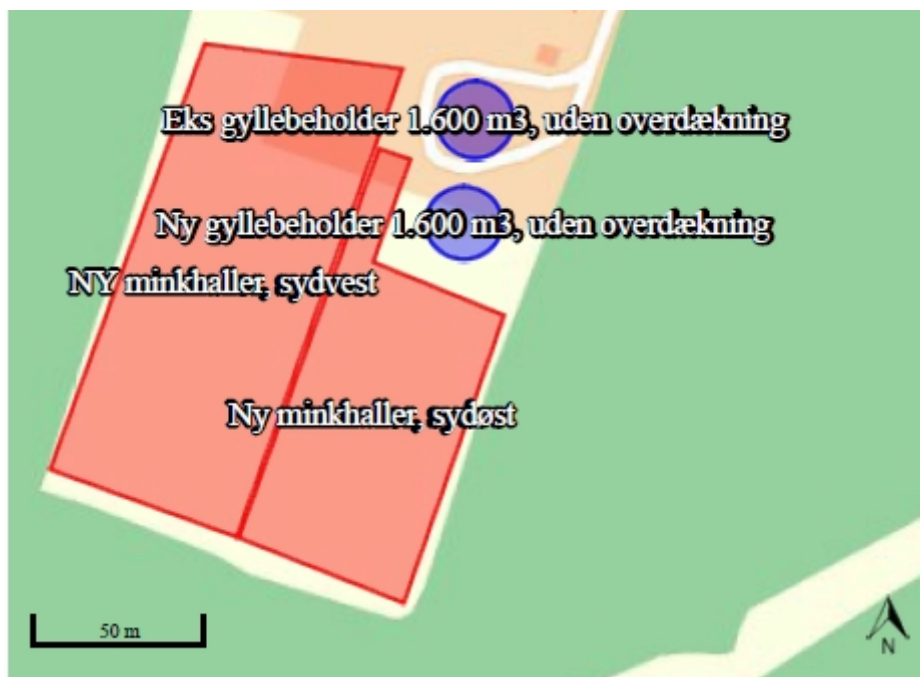 Eks gyllebeholder 1.600 m3, uden overdækning
Ny gyllebeholder 1.600 m3, uden overdækning
NY minkhaller, sydvest
Ny minkhaller, sydøst
50 m
N